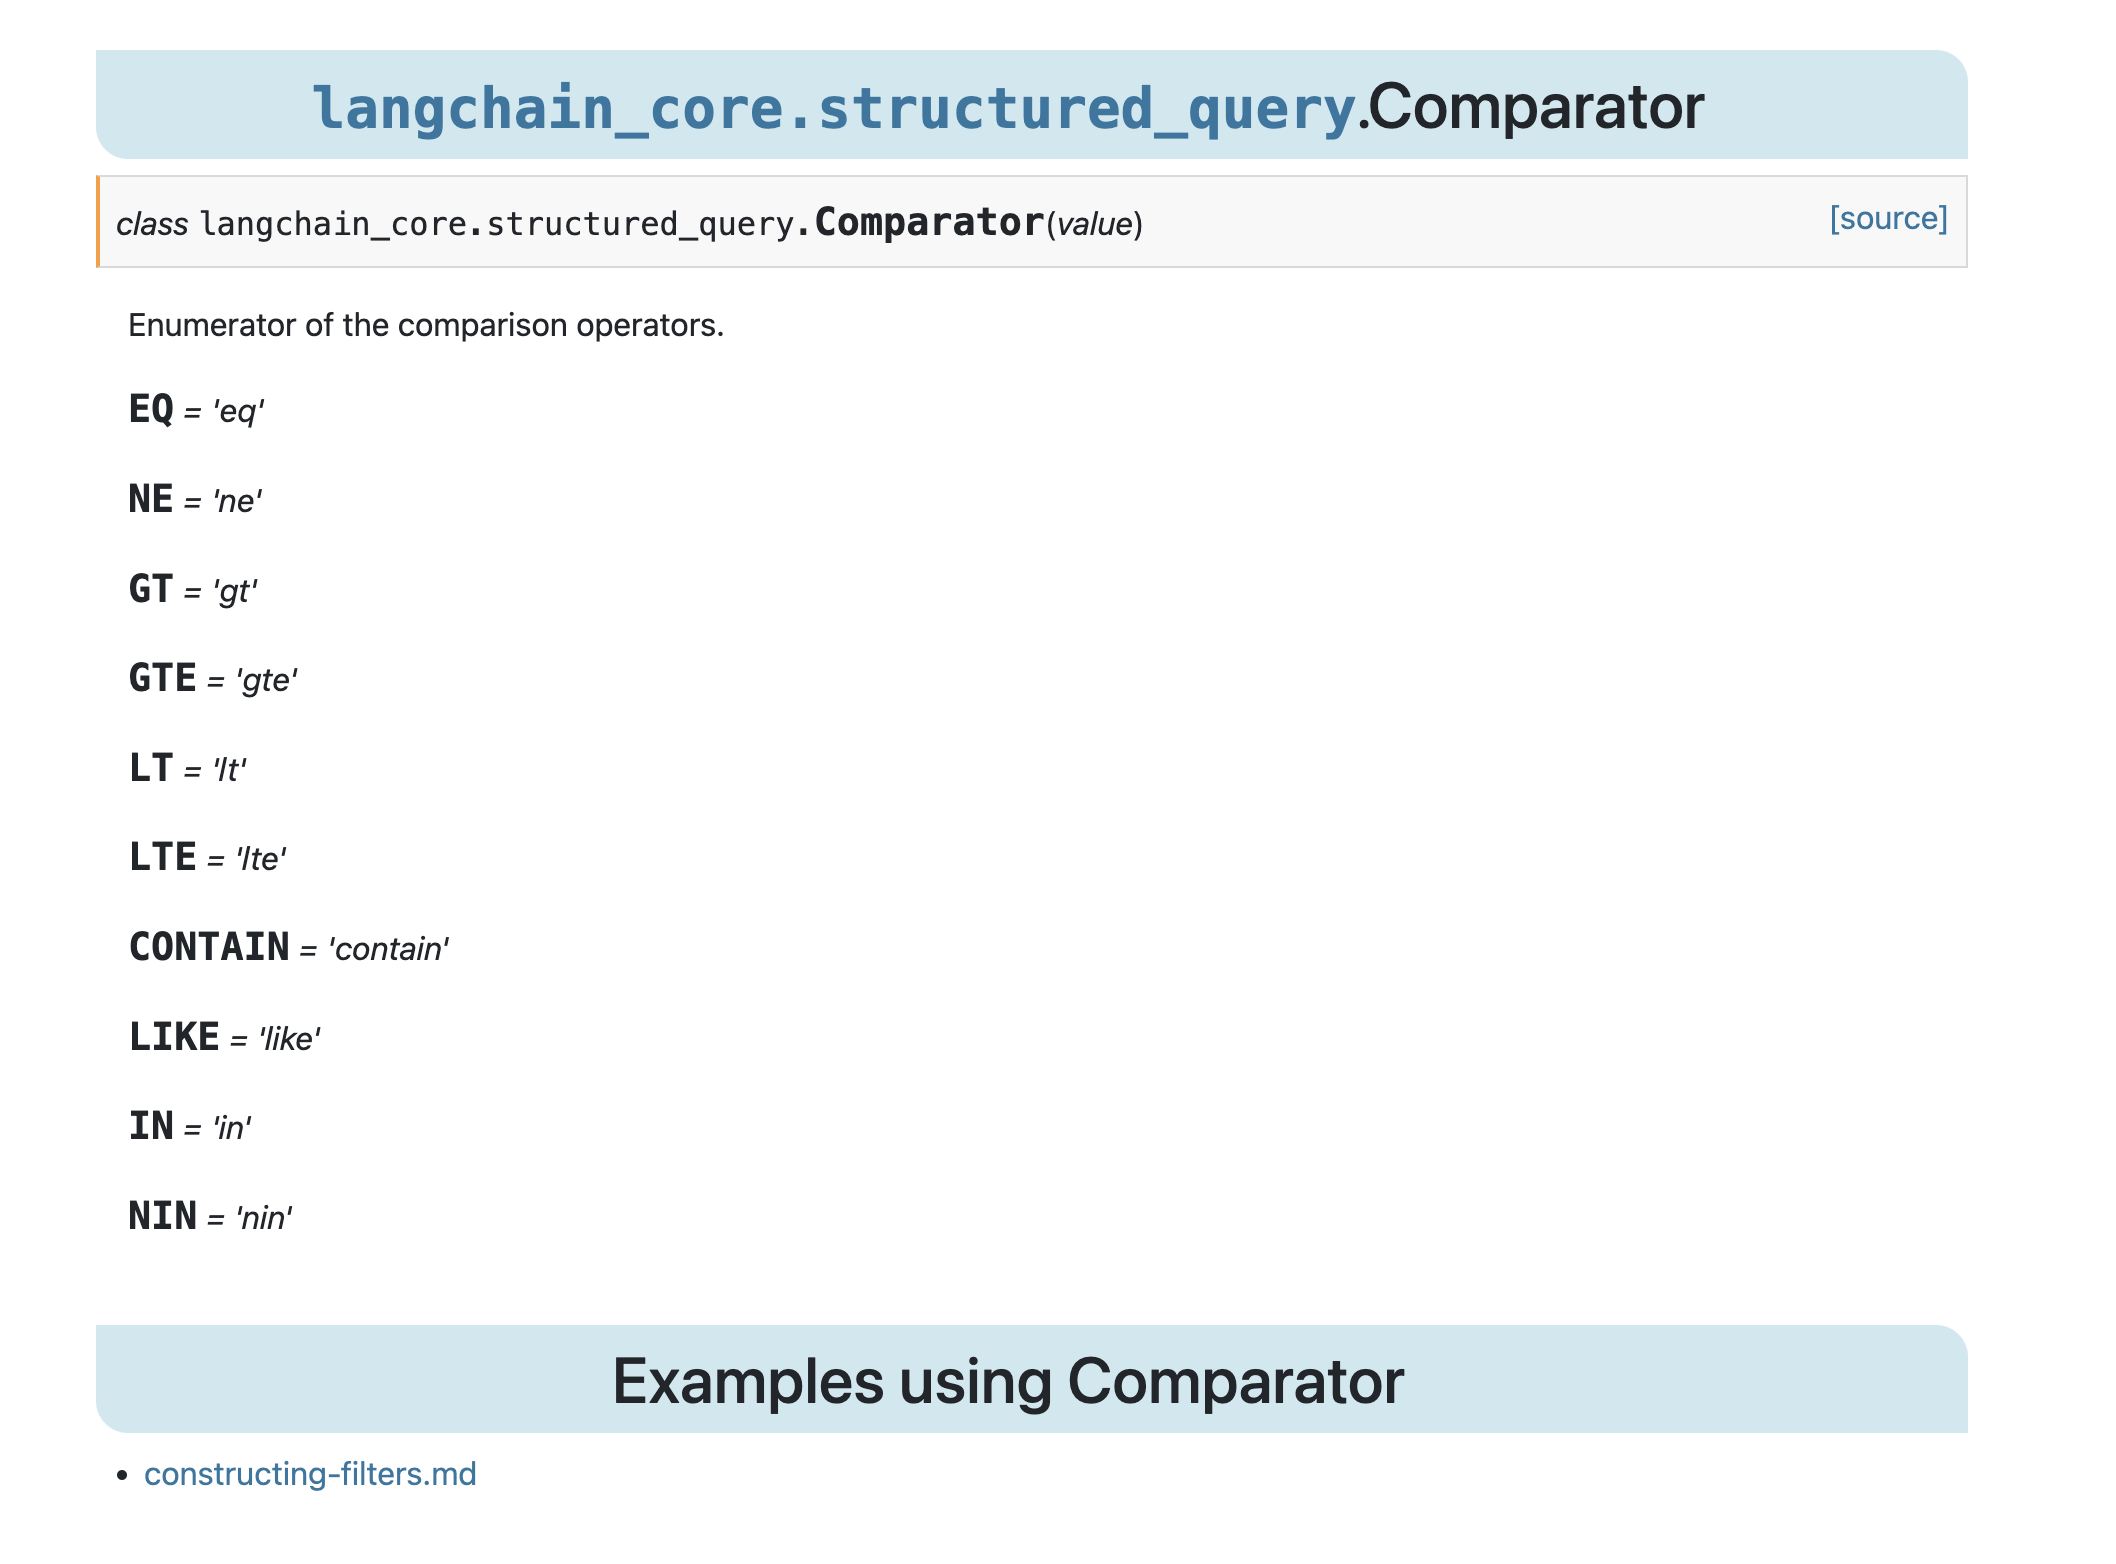 langchain_core.structured_query.Comparator
class langchain_core.structured_query.Comparator(value) [source]
Enumerator of the comparison operators.
EQ = 'eq'
NE = 'ne'
GT = 'gt'
GTE = 'gte'
LT = 'lt'
LTE = 'lte'
CONTAIN = 'contain'
LIKE = 'like'
IN = 'in'
NIN = 'nin'
Examples using Comparator
• constructing-filters.md